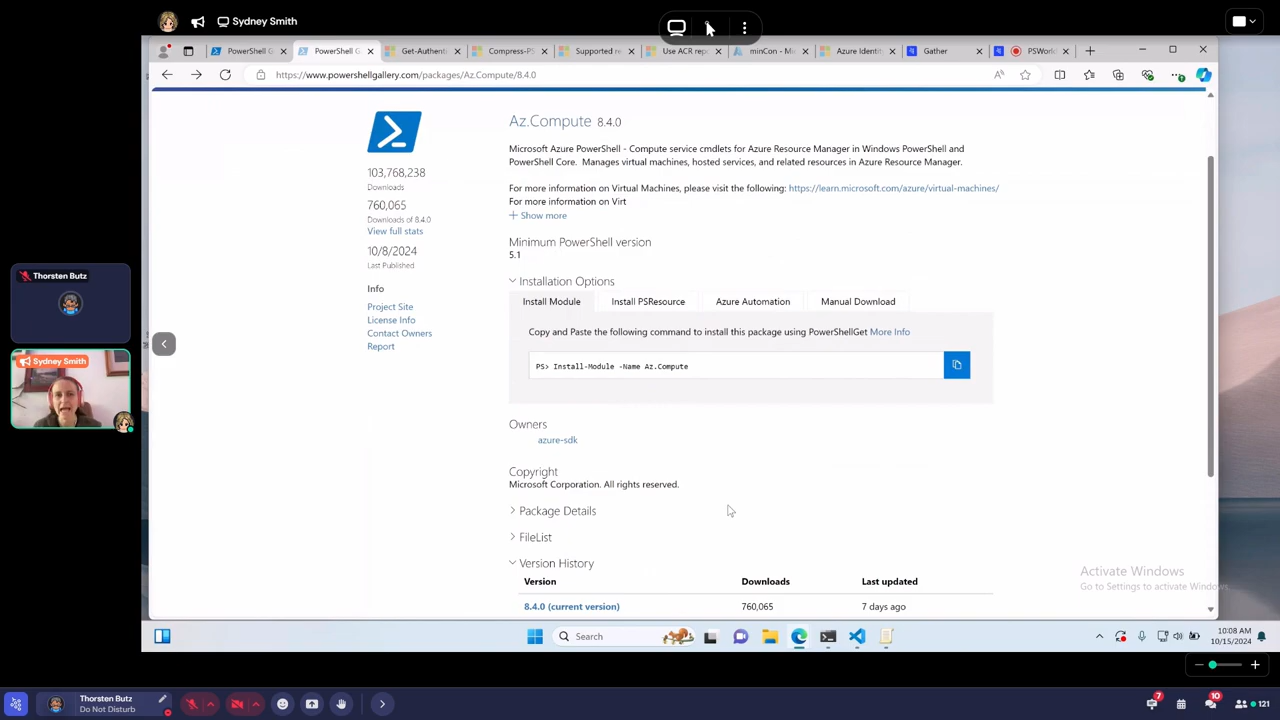 Sydney Smith
PowerShell G
PowerShell G.
Get-Authenti
Compress-PS
Supported re
Use ACR repo
minCon - Mi
Azure Identi
Gather
PSWorld
https://www.powershellgallery.com/packages/Az.Compute/8.4.0
Az.Compute 8.4.0
Microsoft Azure PowerShell - Compute service cmdlets for Azure Resource Manager in Windows PowerShell and
PowerShell Core.  Manages virtual machines, hosted services, and related resources in Azure Resource Manager.
For more information on Virtual Machines, please visit the following: https://learn.microsoft.com/azure/virtual-machines/
For more information on Virt
Show more
103,768,238
Downloads
760,065
Downloads of 8.4.0
View full stats
10/8/2024
Last Published
Info
Project Site
License Info
Contact Owners
Report
Minimum PowerShell version
5.1
Installation Options
Install Module
Install PSResource
Azure Automation
Manual Download
Copy and Paste the following command to install this package using PowerShellGet More Info
PS> Install-Module -Name Az.Compute
Owners
azure-sdk
Copyright
Microsoft Corporation. All rights reserved.
Package Details
FileList
Version History
Version Downloads Last updated
8.4.0 (current version) 760,065 7 days ago
Thorsten Butz
Sydney Smith
Activate Windows
Go to Settings to activate Windows.
Search
10:08 AM
10/15/2024
Thorsten Butz
Do Not Disturb
7
10
121